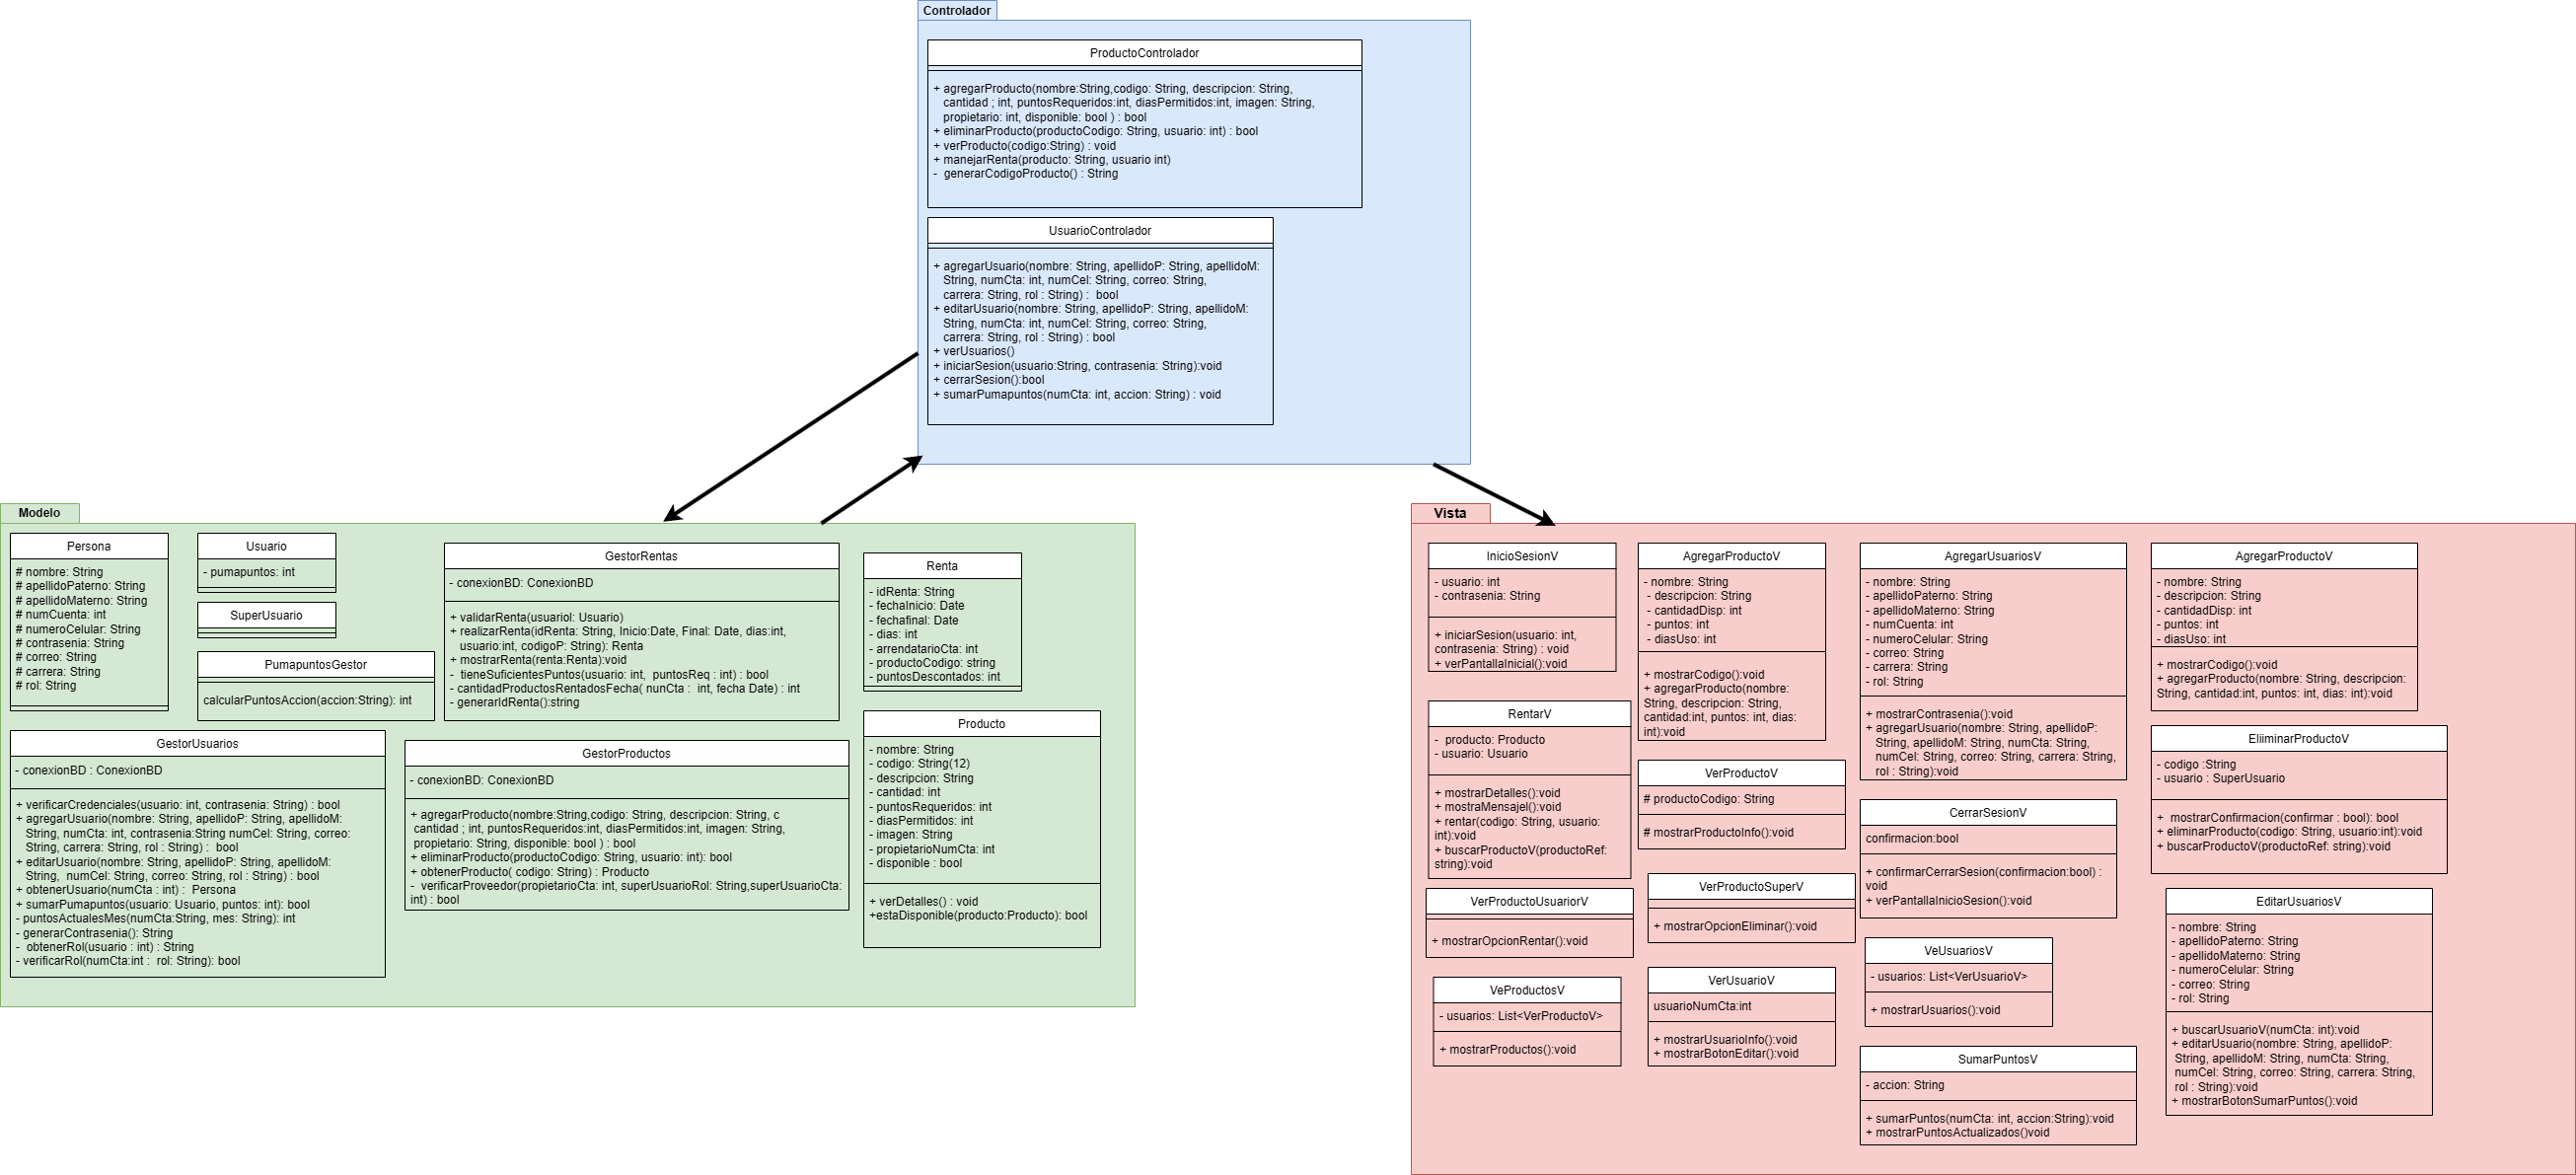 Controlador
ProductoControlador
+ agregarProducto(nombre:String,codigo: String, descripcion: String,
cantidad ; int, puntosRequeridos:int, diasPermitidos:int, imagen: String,
propietario: int, disponible: bool ) : bool
+ eliminarProducto(productoCodigo: String, usuario: int) : bool
+ verProducto(codigo:String) : void
+ manejarRenta(producto: String, usuario int)
- generarCodigoProducto() : String
UsuarioControlador
+ agregarUsuario(nombre: String, apellidoP: String, apellidoM:
String, numCta: int, numCel: String, correo: String,
carrera: String, rol : String) : bool
+ editarUsuario(nombre: String, apellidoP: String, apellidoM:
String, numCta: int, numCel: String, correo: String,
carrera: String, rol : String) : bool
+ verUsuarios()
+ iniciarSesion(usuario:String, contrasenia: String):void
+ cerrarSesion():bool
+ sumarPumapuntos(numCta: int, accion: String) : void
Modelo
Persona
# nombre: String
# apellidoPaterno: String
# apellidoMaterno: String
# numCuenta: int
# numeroCelular: String
# contrasenia: String
# correo: String
# carrera: String
# rol: String
Usuario
- pumapuntos: int
SuperUsuario
PumapuntosGestor
calcularPuntosAccion(accion:String): int
GestorRentas
- conexionBD: ConexionBD
+ validarRenta(usuariol: Usuario)
+ realizarRenta(idRenta: String, Inicio:Date, Final: Date, dias:int,
usuario:int, codigoP: String): Renta
+ mostrarRenta(renta:Renta):void
- tieneSuficientesPuntos(usuario: int, puntosReq : int) : bool
- cantidadProductosRentadosFecha( nunCta : int, fecha Date) : int
- generarIdRenta():string
Renta
- idRenta: String
- fechaInicio: Date
- fechafinal: Date
- dias: int
- arrendatarioCta: int
- productoCodigo: string
- puntosDescontados: int
GestorUsuarios
- conexionBD : ConexionBD
+ verificarCredenciales(usuario: int, contrasenia: String) : bool
+ agregarUsuario(nombre: String, apellidoP: String, apellidoM:
String, numCta: int, contrasenia:String numCel: String, correo:
String, carrera: String, rol : String) : bool
+ editarUsuario(nombre: String, apellidoP: String, apellidoM:
String, numCel: String, correo: String, rol : String) : bool
+ obtenerUsuario(numCta : int) : Persona
+ sumarPumapuntos(usuario: Usuario, puntos: int): bool
- puntosActualesMes(numCta:String, mes: String): int
- generarContrasenia(): String
- obtenerRol(usuario : int) : String
- verificarRol(numCta:int : rol: String): bool
GestorProductos
- conexionBD: ConexionBD
+ agregarProducto(nombre:String,codigo: String, descripcion: String, c
cantidad ; int, puntosRequeridos:int, diasPermitidos:int, imagen: String,
propietario: String, disponible: bool ) : bool
+ eliminarProducto(productoCodigo: String, usuario: int): bool
+ obtenerProducto( codigo: String) : Producto
- verificarProveedor(propietarioCta: int, superUsuarioRol: String,superUsuarioCta:
int) : bool
Producto
- nombre: String
- codigo: String(12)
- descripcion: String
- cantidad: int
- puntosRequeridos: int
- diasPermitidos: int
- imagen: String
- propietarioNumCta: int
- disponible : bool
+ verDetalles() : void
+estaDisponible(producto:Producto): bool
Vista
InicioSesionV
- usuario: int
- contrasenia: String
+ iniciarSesion(usuario: int,
contrasenia: String) : void
+ verPantallaInicial():void
AgregarProductoV
- nombre: String
- descripcion: String
- cantidadDisp: int
- puntos: int
- diasUso: int
+ mostrarCodigo():void
+ agregarProducto(nombre:
String, descripcion: String,
cantidad:int, puntos: int, dias:
int):void
AgregarUsuariosV
- nombre: String
- apellidoPaterno: String
- apellidoMaterno: String
- numCuenta: int
- numeroCelular: String
- correo: String
- carrera: String
- rol: String
+ mostrarContrasenia():void
+ agregarUsuario(nombre: String, apellidoP:
String, apellidoM: String, numCta: String,
numCel: String, correo: String, carrera: String,
rol : String):void
AgregarProductoV
- nombre: String
- descripcion: String
- cantidadDisp: int
- puntos: int
- diasUso: int
+ mostrarCodigo():void
+ agregarProducto(nombre: String, descripcion:
String, cantidad:int, puntos: int, dias: int):void
RentarV
- producto: Producto
- usuario: Usuario
+ mostrarDetalles():void
+ mostraMensajel():void
+ rentar(codigo: String, usuario:
int):void
+ buscarProductoV(productoRef:
string):void
VerProductoV
# productoCodigo: String
# mostrarProductoInfo():void
EliiminarProductoV
- codigo :String
- usuario : SuperUsuario
+ mostrarConfirmacion(confirmar : bool): bool
+ eliminarProducto(codigo: String, usuario:int):void
+ buscarProductoV(productoRef: string):void
CerrarSesionV
confirmacion:bool
+ confirmarCerrarSesion(confirmacion:bool) :
void
+ verPantallaInicioSesion():void
VerProductoUsuariorV
+ mostrarOpcionRentar():void
VerProductoSuperV
+ mostrarOpcionEliminar():void
EditarUsuariosV
- nombre: String
- apellidoPaterno: String
- apellidoMaterno: String
- numeroCelular: String
- correo: String
- rol: String
+ buscarUsuarioV(numCta: int):void
+ editarUsuario(nombre: String, apellidoP:
String, apellidoM: String, numCta: String,
numCel: String, correo: String, carrera: String,
rol : String):void
+ mostrarBotonSumarPuntos():void
VeUsuariosV
- usuarios: List<VerUsuarioV>
+ mostrarUsuarios():void
VeProductosV
- usuarios: List<VerProductoV>
+ mostrarProductos():void
VerUsuarioV
usuarioNumCta:int
+ mostrarUsuarioInfo():void
+ mostrarBotonEditar():void
SumarPuntosV
- accion: String
+ sumarPuntos(numCta: int, accion:String):void
+ mostrarPuntosActualizados()void